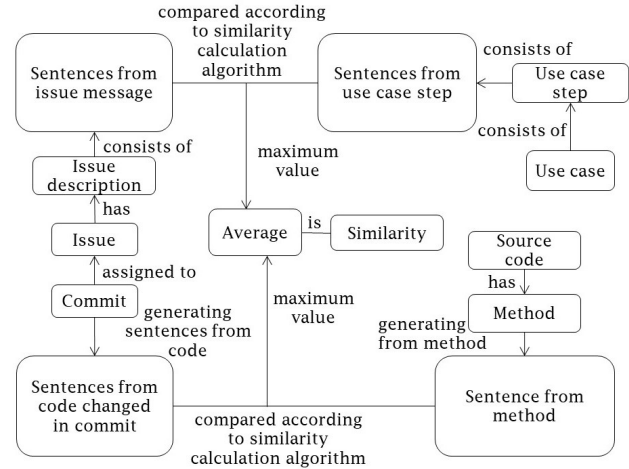 compared according
to similarity
calculation
algorithm
Sentences from
issue message
Sentences from
use case step
consists of
Use case
step
consists of
Use case
consists of
Issue
description
has
Issue
assigned to
Commit
maximum
value
Average
is
Similarity
Source
code
has
Method
generating
sentences from
code
maximum
value
generating
from method
Sentences from
code changed
in commit
Sentence from
method
compared according
to similarity
calculation algorithm